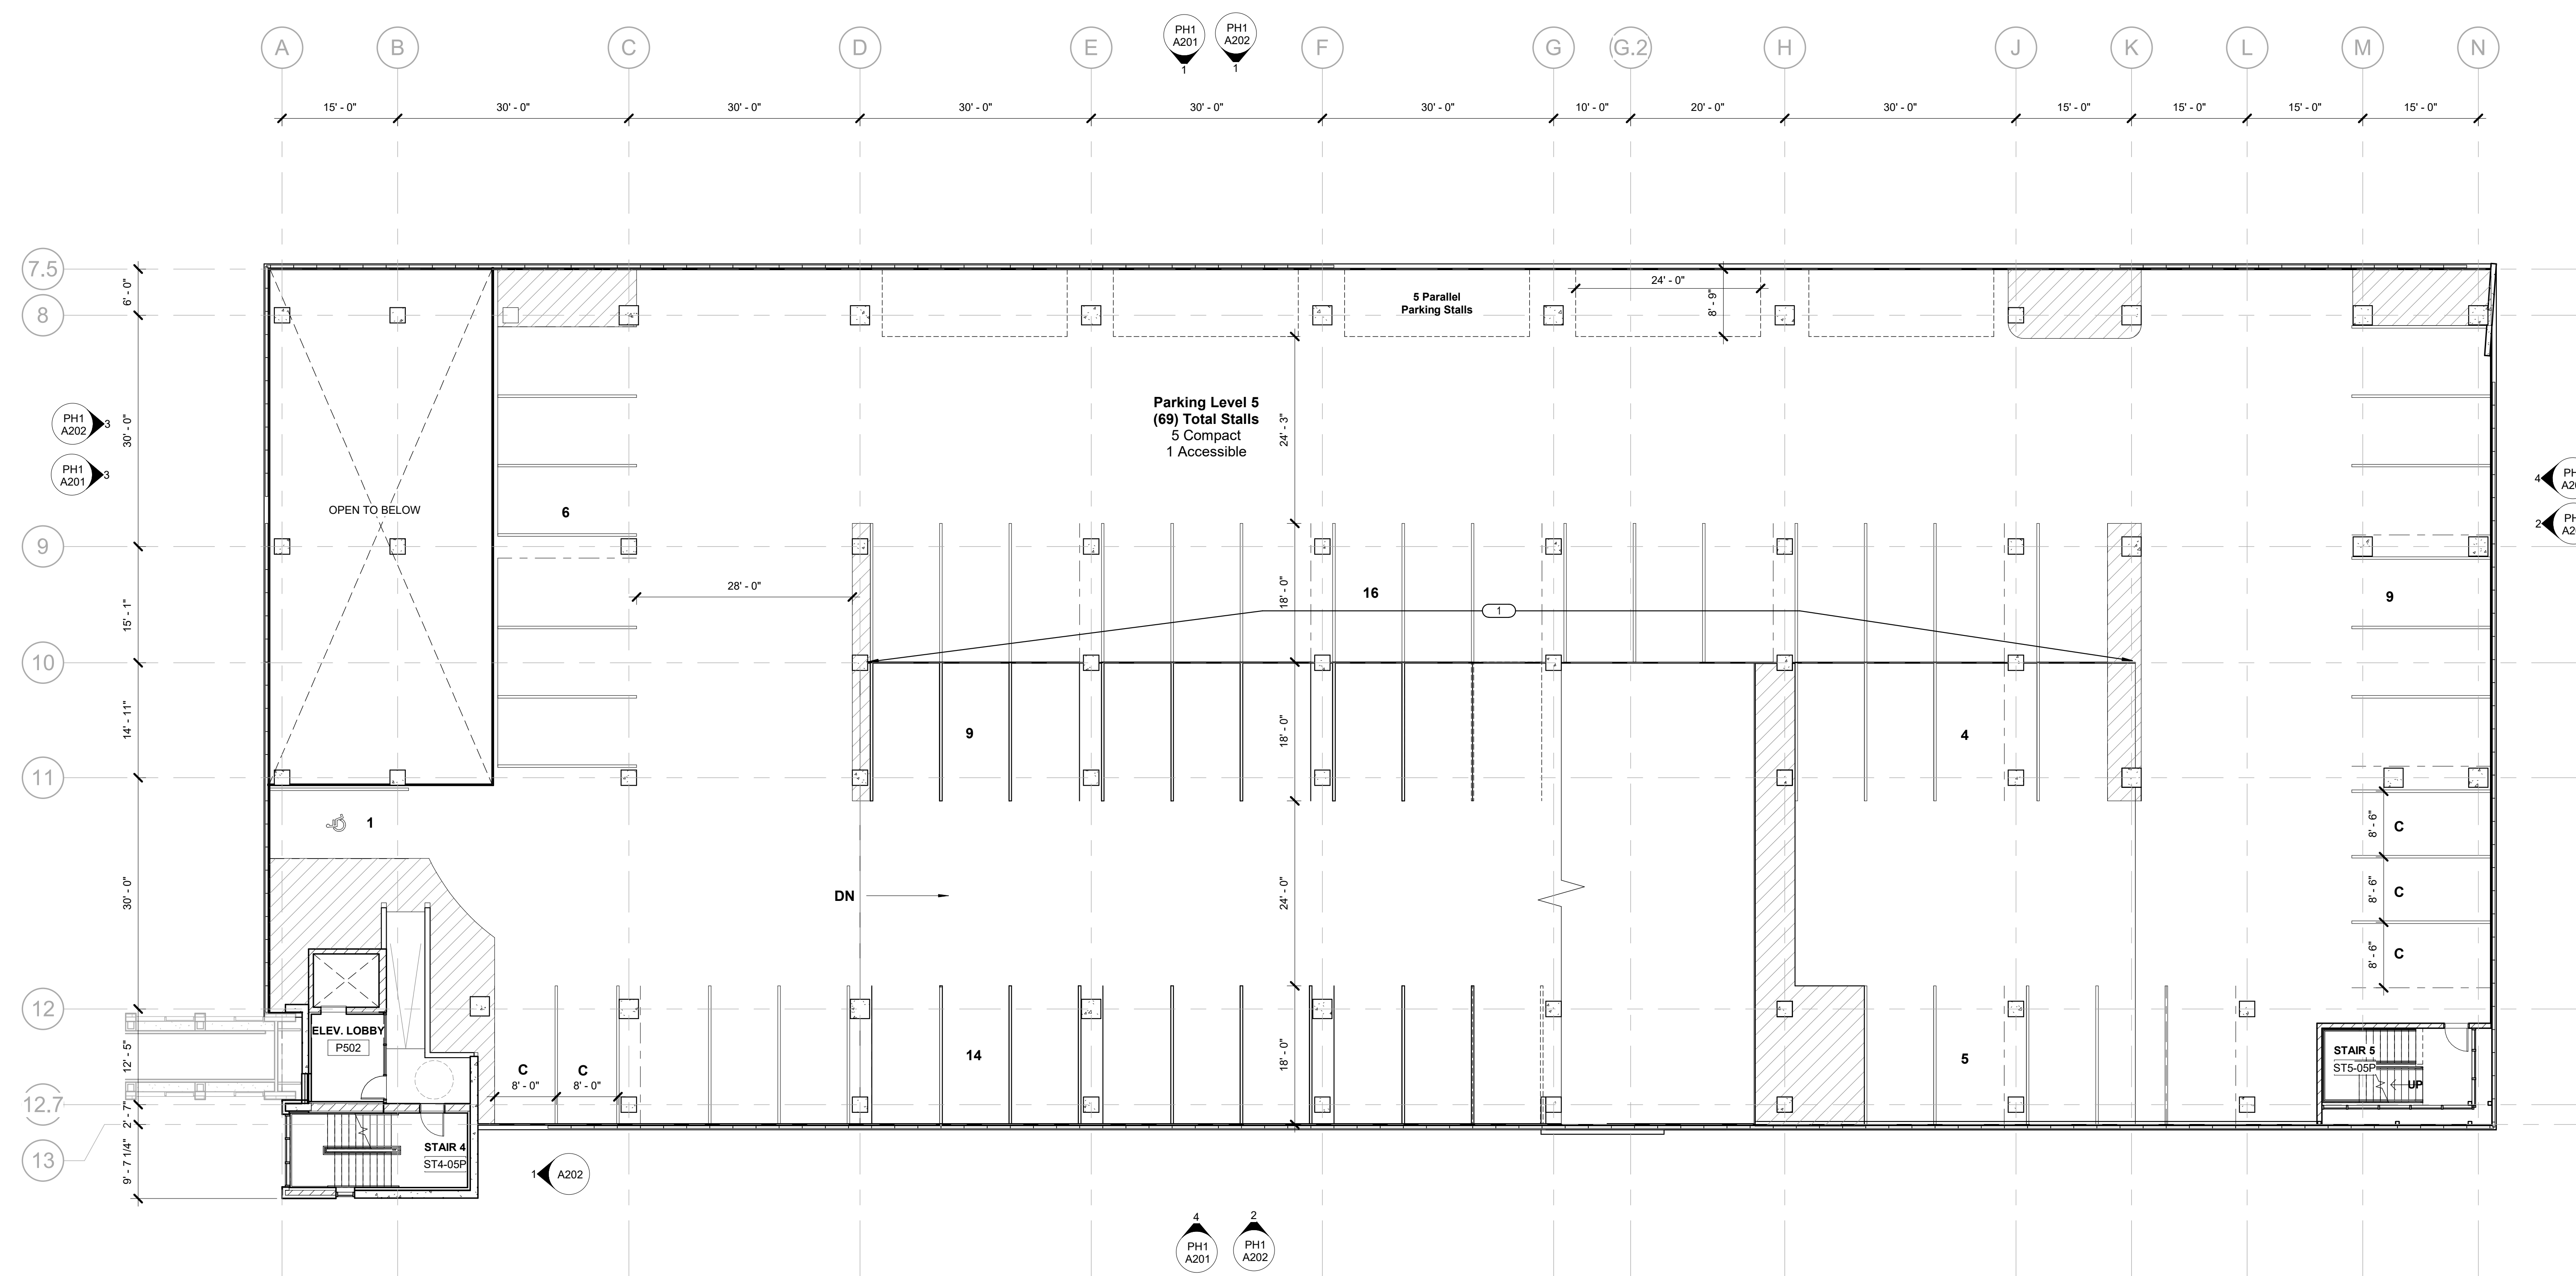 PH1
A201
1
PH1
A202
1
A
B
C
D
E
F
G
G.2
H
J
K
L
M
N
15' - 0"
30' - 0"
30' - 0"
30' - 0"
30' - 0"
30' - 0"
10' - 0"
20' - 0"
30' - 0"
15' - 0"
15' - 0"
15' - 0"
15' - 0"
7.5
8
9
10
11
12
12.7
13
6' - 0"
30' - 0"
15' - 1"
14' - 11"
30' - 0"
12' - 5"
2' - 7"
9' - 7 1/4"
PH1
A202
3
PH1
A201
3
OPEN TO BELOW
6
5 Parallel
Parking Stalls
24' - 0"
8' - 9"
Parking Level 5
(69) Total Stalls
5 Compact
1 Accessible
24' - 3"
28' - 0"
18' - 0"
16
1
9
9
18' - 0"
4
4
2
1
DN
24' - 0"
8' - 6"
C
8' - 6"
C
8' - 6"
C
ELEV. LOBBY
P502
C
8' - 0"
C
8' - 0"
14
18' - 0"
5
STAIR 5
ST5-05P
UP
STAIR 4
ST4-05P
1
A202
4
PH1
A201
2
PH1
A202